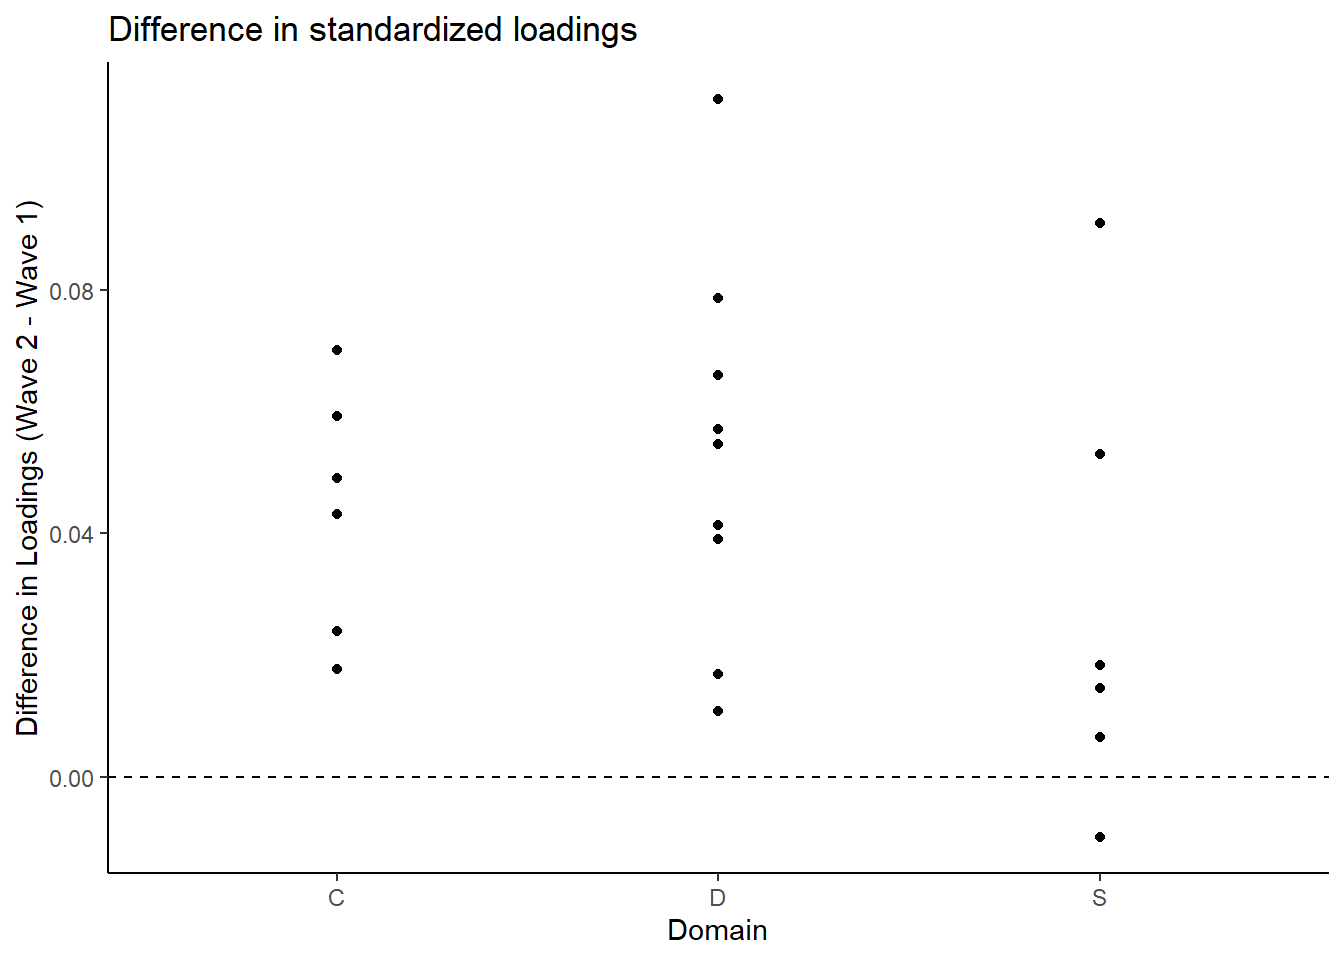 Difference in standardized loadings
Difference in Loadings (Wave 2 - Wave 1)
0.08
0.04
0.00
C D S
Domain